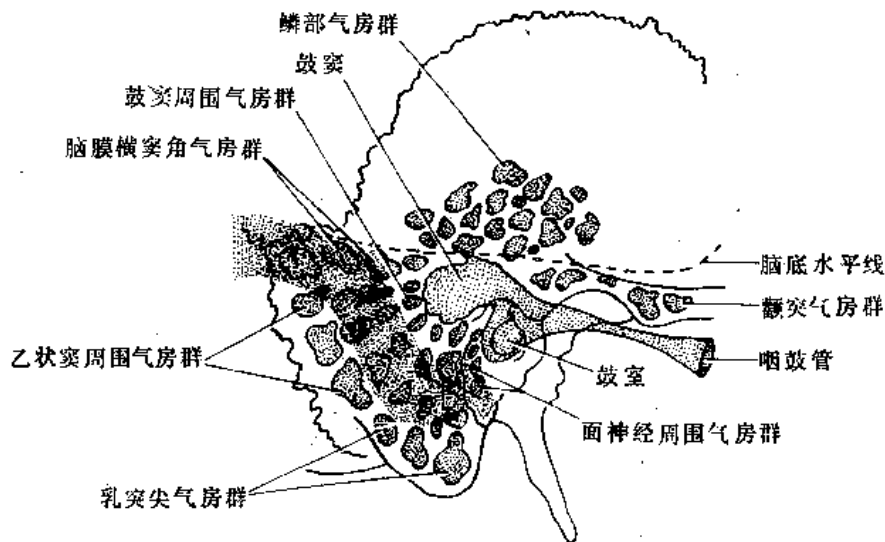 鳞部气房群
鼓窦
鼓窦周围气房群
脑膜横窦角气房群
脑底水平线
颧突气房群
咽鼓管
乙状窦周围气房群
鼓室
面神经周围气房群
乳突尖气房群